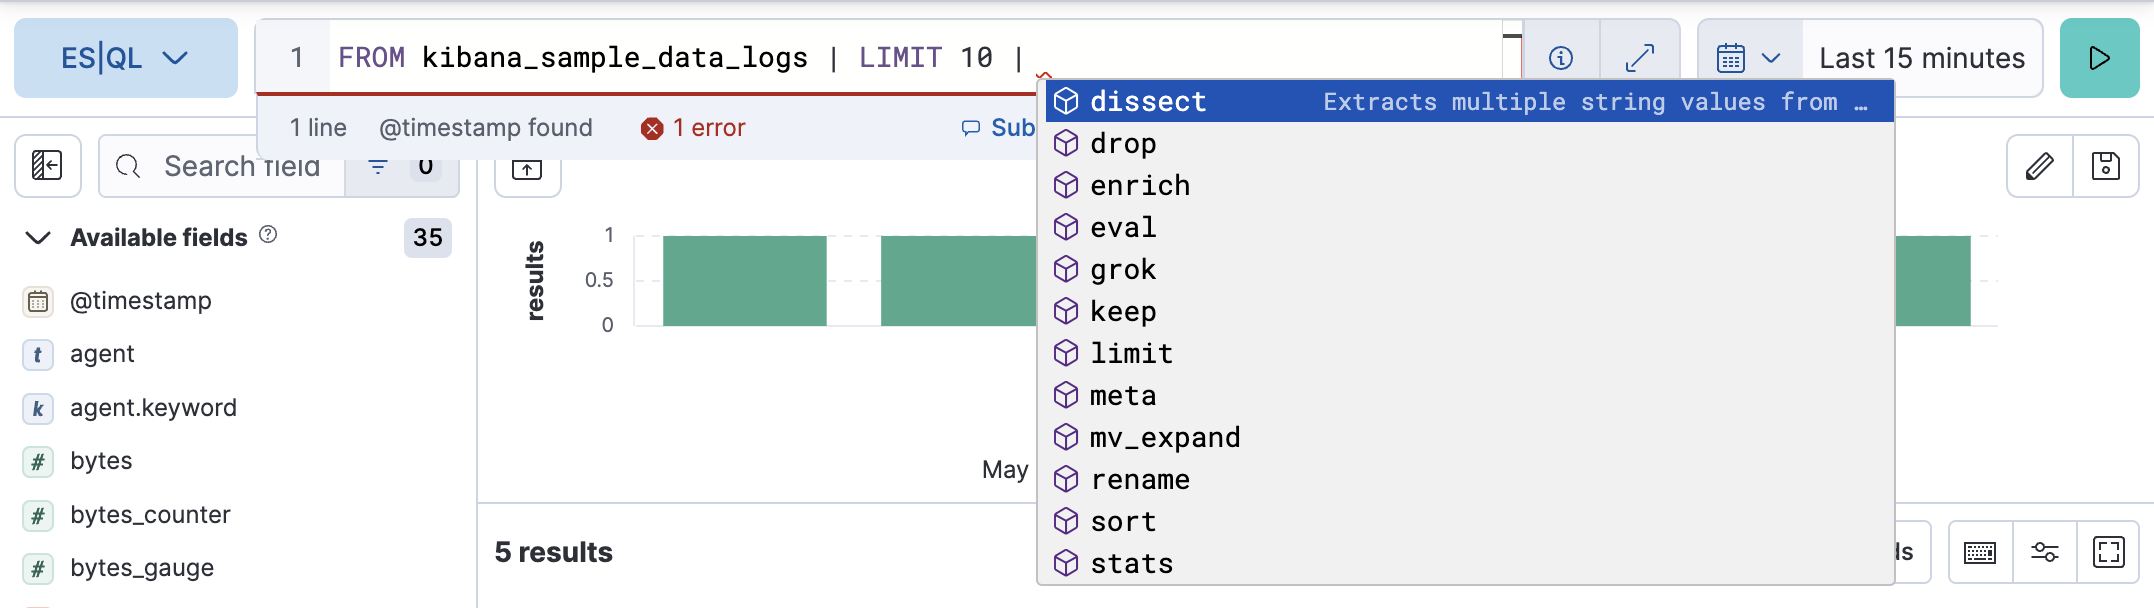 ES|QL
1 FROM kibana_sample_data_logs | LIMIT 10 |
Last 15 minutes
1 line @timestamp found 1 error
Sub
dissect Extracts multiple string values from …
drop
enrich
eval
grok
keep
limit
meta
mv_expand
rename
sort
stats
Search field 0
Available fields 35
@timestamp
t agent
k agent.keyword
# bytes
# bytes_counter
# bytes_gauge
results
1
0.5
0
May
5 results
ds